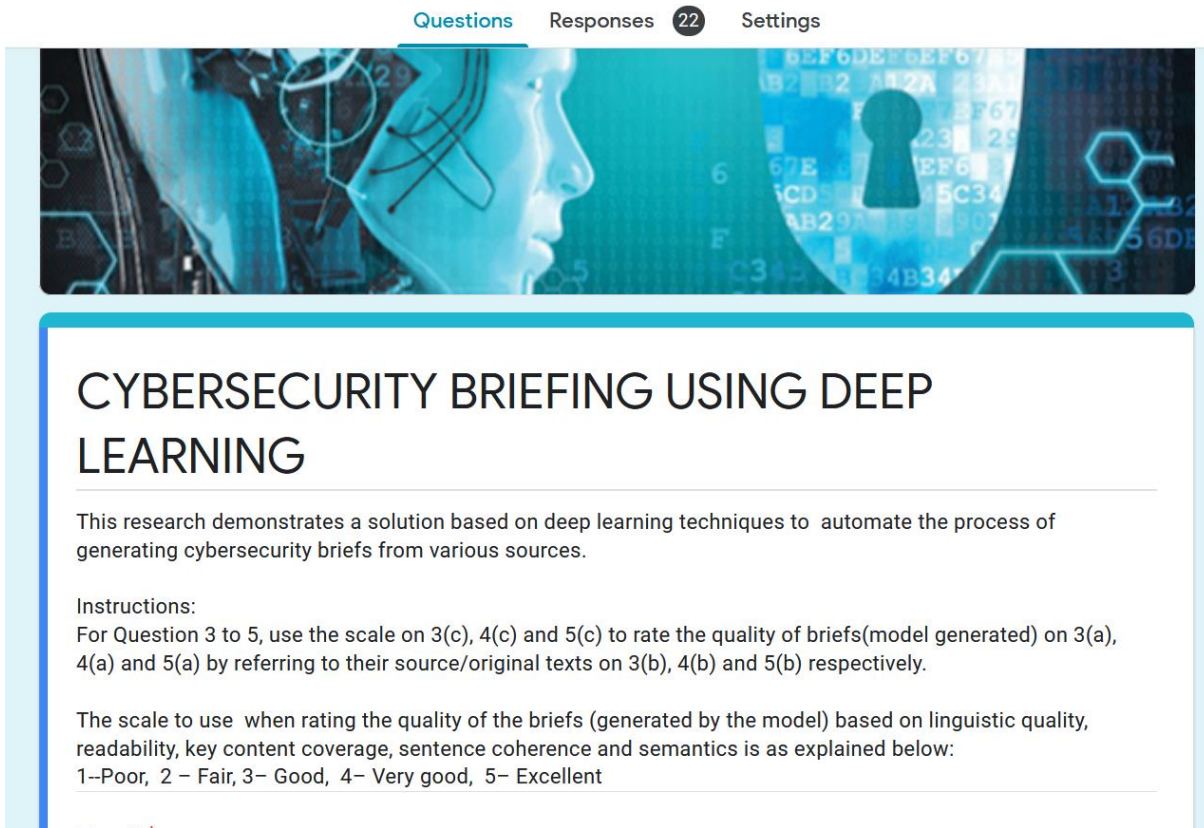 Questions Responses 22 Settings
CYBERSECURITY BRIEFING USING DEEP
LEARNING
This research demonstrates a solution based on deep learning techniques to  automate the process of
generating cybersecurity briefs from various sources.
Instructions:
For Question 3 to 5, use the scale on 3(c), 4(c) and 5(c) to rate the quality of briefs(model generated) on 3(a),
4(a) and 5(a) by referring to their source/original texts on 3(b), 4(b) and 5(b) respectively.
The scale to use  when rating the quality of the briefs (generated by the model) based on linguistic quality,
readability, key content coverage, sentence coherence and semantics is as explained below:
1--Poor,  2 – Fair, 3– Good,  4– Very good,  5– Excellent